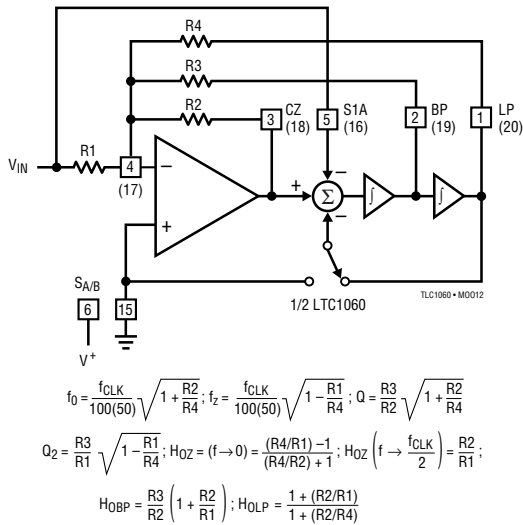 R4
R3
R2
3
CZ
(18)
5
S1A
(16)
2
BP
(19)
1
LP
(20)
VIN
R1
4
(17)
−
+
+
Σ
−
−
∫
∫
SA/B
6
V+
15
1/2 LTC1060
TLC1060 • MOO12
f0 = fCLK/100(50) √(1 + R2/R4) ; fz = fCLK/100(50) √(1 − R1/R4) ; Q = R3/R2 √(1 + R2/R4)
Q2 = R3/R1 √(1 − R1/R4) ; HOZ = (f → 0) = (R4/R1) −1/(R4/R2) + 1 ; HOZ (f → fCLK/2) = R2/R1 ;
HOBP = R3/R2 (1 + R2/R1) ; HOLP = 1 + (R2/R1)/1 + (R2/R4)